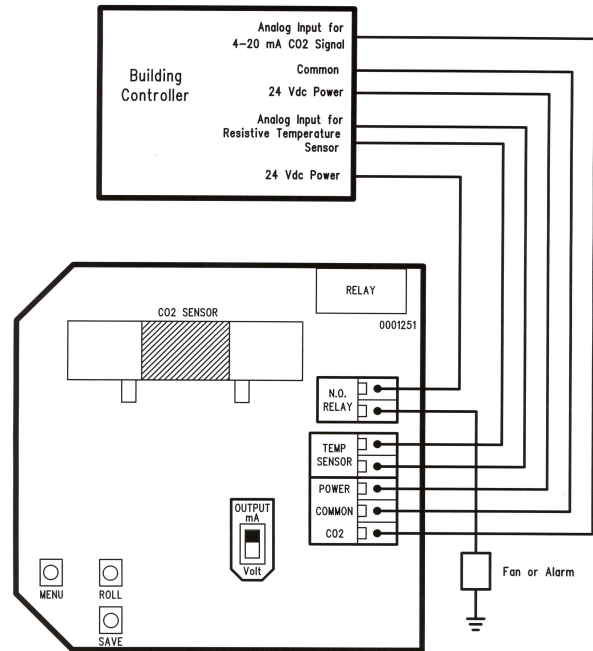 Analog Input for
4-20 mA CO2 Signal
Common
24 Vdc Power
Analog Input for
Resistive Temperature
Sensor
24 Vdc Power
Building
Controller
RELAY
0001251
CO2 SENSOR
N.O.
RELAY
TEMP
SENSOR
POWER
COMMON
CO2
OUTPUT
mA
Volt
MENU
ROLL
SAVE
Fan or Alarm